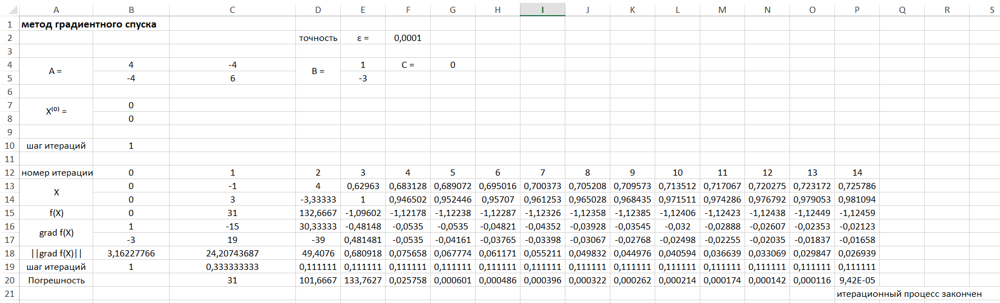 A B C D E F G H I J K L M N O P Q R S
1 метод градиентного спуска
2 точность ε = 0,0001
3
4 A = 4 -4 B = 1 C = 0
5 -4 6 -3
6
7 X⁽⁰⁾ = 0
8 0
9
10 шаг итераций 1
11
12 номер итерации 0 1 2 3 4 5 6 7 8 9 10 11 12 13 14
13 X 0 -1 4 0,62963 0,683128 0,689072 0,695016 0,700373 0,705208 0,709573 0,713512 0,717067 0,720275 0,723172 0,725786
14 0 3 -3,33333 1 0,946502 0,952446 0,95707 0,961253 0,965028 0,968435 0,971511 0,974286 0,976792 0,979053 0,981094
15 f(X) 0 31 132,6667 -1,09602 -1,12178 -1,12238 -1,12287 -1,12326 -1,12358 -1,12385 -1,12406 -1,12423 -1,12438 -1,12449 -1,12459
16 grad f(X) 1 -15 30,33333 -0,48148 -0,0535 -0,0535 -0,04821 -0,04352 -0,03928 -0,03545 -0,032 -0,02888 -0,02607 -0,02353 -0,02123
17 -3 19 -39 0,481481 -0,0535 -0,04161 -0,03765 -0,03398 -0,03067 -0,02768 -0,02498 -0,02255 -0,02035 -0,01837 -0,01658
18 ||grad f(X)|| 3,16227766 24,20743687 49,4076 0,680918 0,075658 0,067774 0,061171 0,055211 0,049832 0,044976 0,040594 0,036639 0,033069 0,029847 0,026939
19 шаг итераций 1 0,333333333 0,111111 0,111111 0,111111 0,111111 0,111111 0,111111 0,111111 0,111111 0,111111 0,111111 0,111111 0,111111 0,111111
20 Погрешность 31 101,6667 133,7627 0,025758 0,000601 0,000486 0,000396 0,000322 0,000262 0,000214 0,000174 0,000142 0,000116 9,42E-05
21 итерационный процесс закончен